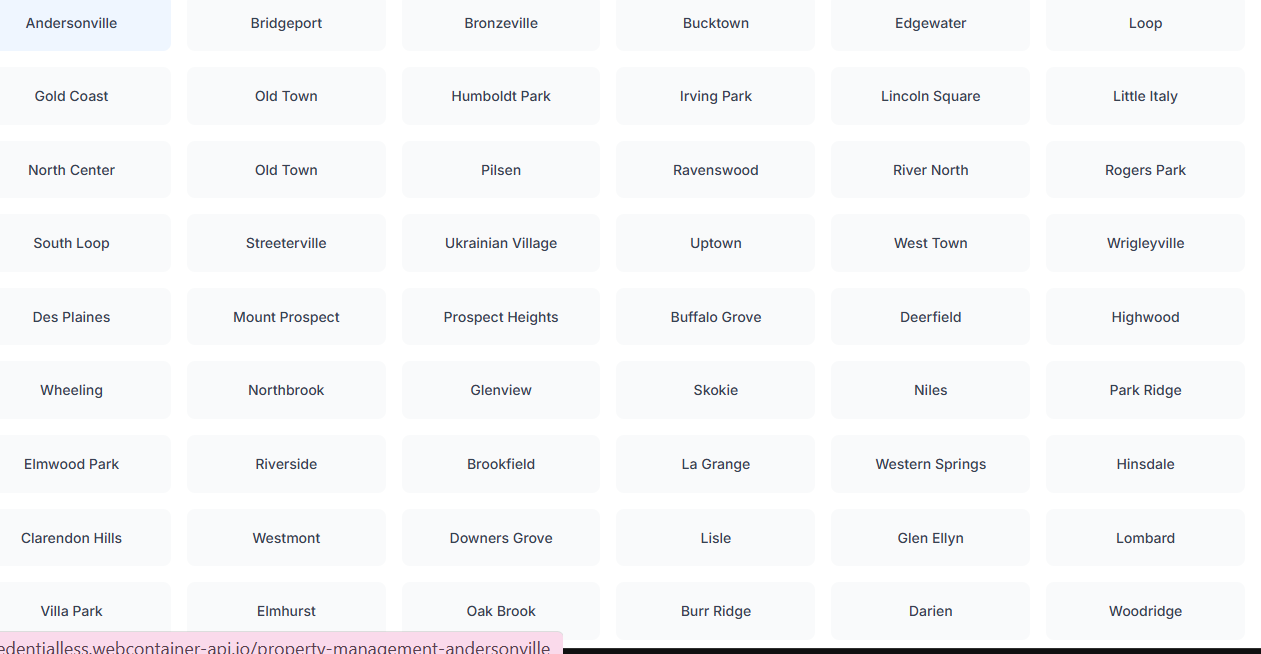 Andersonville Bridgeport Bronzeville Bucktown Edgewater Loop
Gold Coast Old Town Humboldt Park Irving Park Lincoln Square Little Italy
North Center Old Town Pilsen Ravenswood River North Rogers Park
South Loop Streeterville Ukrainian Village Uptown West Town Wrigleyville
Des Plaines Mount Prospect Prospect Heights Buffalo Grove Deerfield Highwood
Wheeling Northbrook Glenview Skokie Niles Park Ridge
Elmwood Park Riverside Brookfield La Grange Western Springs Hinsdale
Clarendon Hills Westmont Downers Grove Lisle Glen Ellyn Lombard
Villa Park Elmhurst Oak Brook Burr Ridge Darien Woodridge
edentialless.webcontainer-api.io/property-management-andersonville